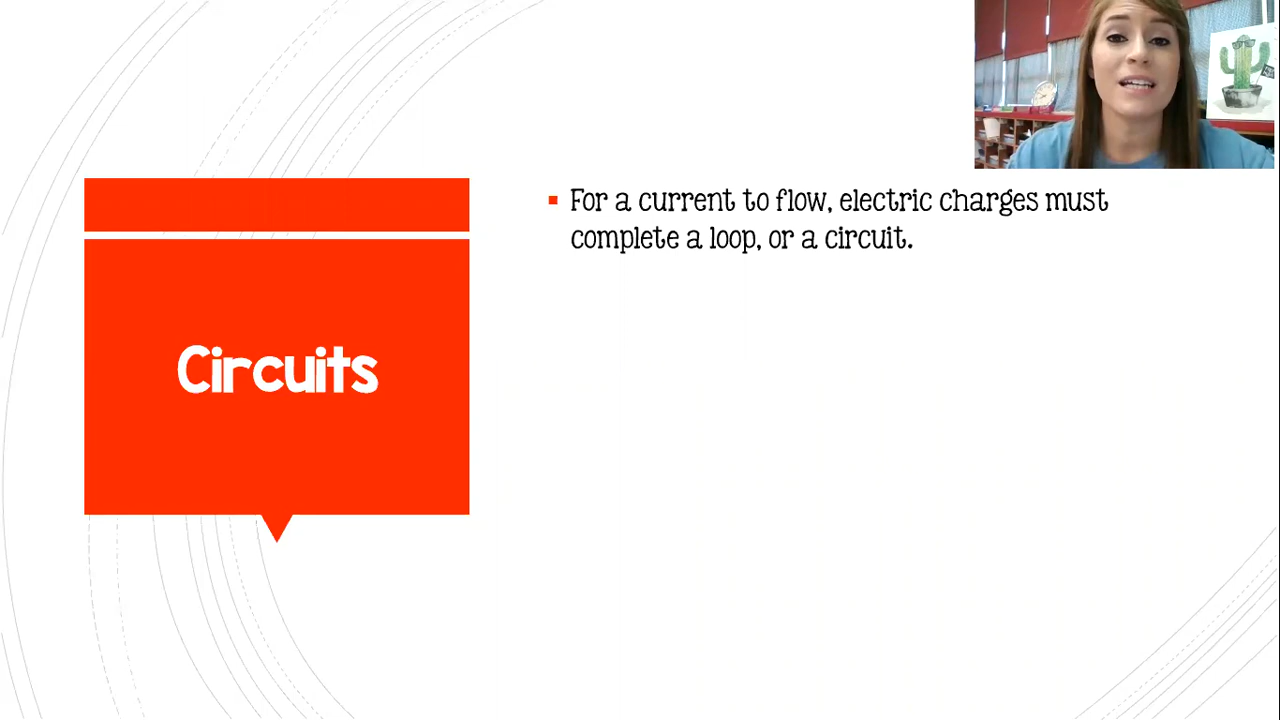 Circuits
For a current to flow, electric charges must
complete a loop, or a circuit.